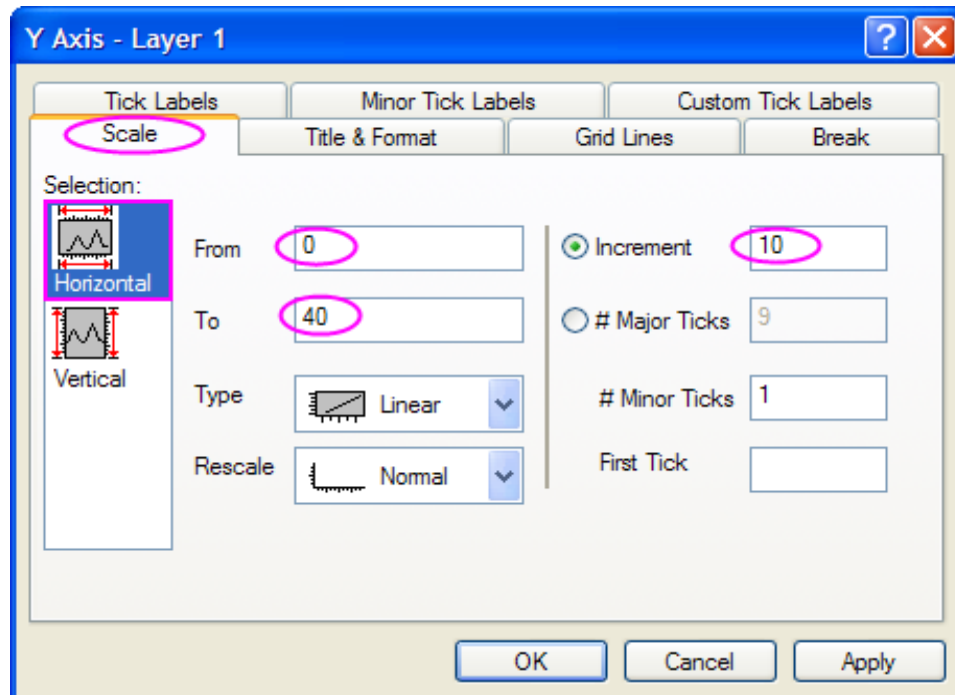 Y Axis - Layer 1
Tick Labels Minor Tick Labels Custom Tick Labels
Scale Title & Format Grid Lines Break
Selection:
Horizontal
Vertical
From 0
To 40
Type Linear
Rescale Normal
Increment 10
# Major Ticks 9
# Minor Ticks 1
First Tick
OK Cancel Apply